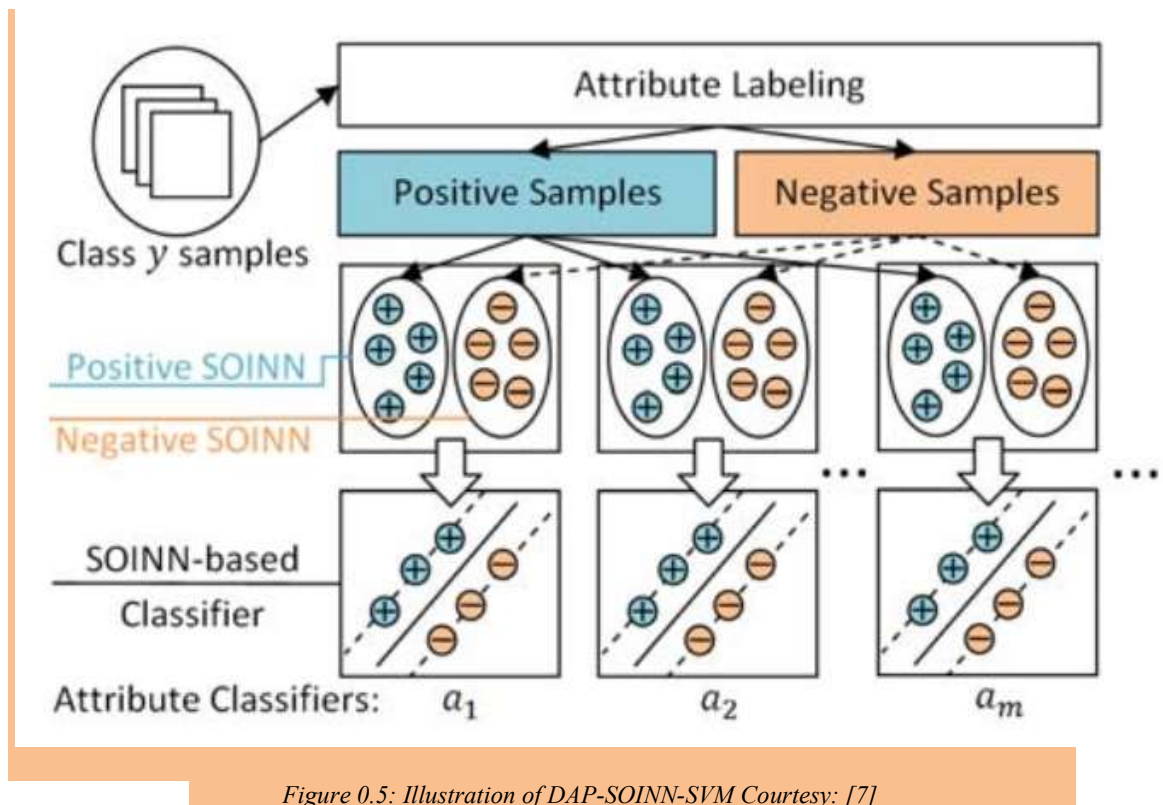 Attribute Labeling
Positive Samples
Negative Samples
Class y samples
Positive SOINN
Negative SOINN
... ...
SOINN-based
Classifier
Attribute Classifiers: a₁ a₂ aₘ
Figure 0.5: Illustration of DAP-SOINN-SVM Courtesy: [7]